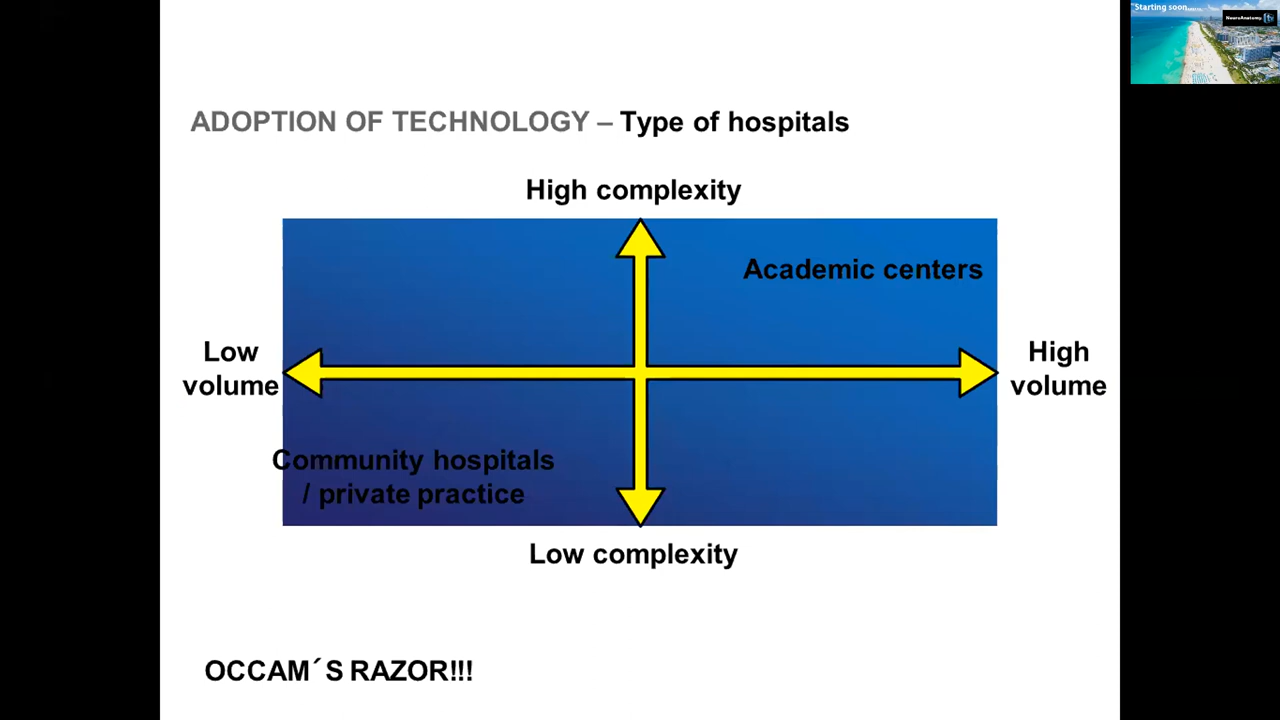 "Starting soon...
NeuroAnatomy
ADOPTION OF TECHNOLOGY – Type of hospitals
High complexity
Academic centers
Low
volume
High
volume
Community hospitals
/ private practice
Low complexity
OCCAM´S RAZOR!!!